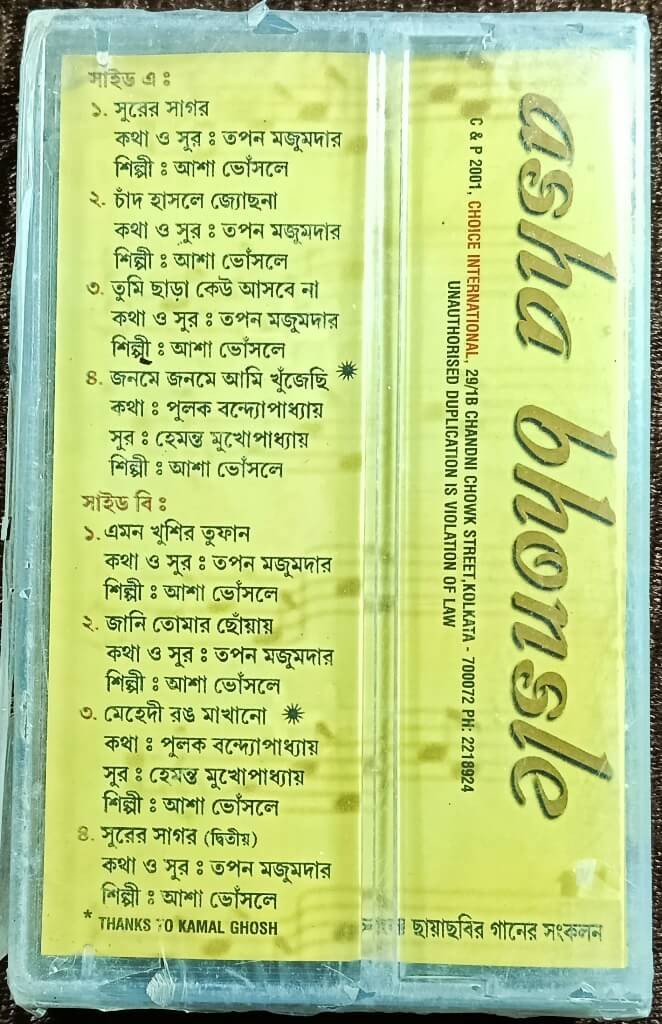 সাইড এ :
১. সুরের সাগর
কথা ও সুর : তপন মজুমদার
শিল্পী : আশা ভোঁসলে
২. চাঁদ হাসলে জ্যোছনা
কথা ও সুর : তপন মজুমদার
শিল্পী : আশা ভোঁসলে
৩. তুমি ছাড়া কেউ আসবে না
কথা ও সুর : তপন মজুমদার
শিল্পী : আশা ভোঁসলে
৪. জনমে জনমে আমি খুঁজেছি *
কথা : পুলক বন্দ্যোপাধ্যায়
সুর : হেমন্ত মুখোপাধ্যায়
শিল্পী : আশা ভোঁসলে
সাইড বি :
১. এমন খুশির তুফান
কথা ও সুর : তপন মজুমদার
শিল্পী : আশা ভোঁসলে
২. জানি তোমার ছোঁয়ায়
কথা ও সুর : তপন মজুমদার
শিল্পী : আশা ভোঁসলে
৩. মেহেদী রঙ মাখানো *
কথা : পুলক বন্দ্যোপাধ্যায়
সুর : হেমন্ত মুখোপাধ্যায়
শিল্পী : আশা ভোঁসলে
৪. সুরের সাগর (দ্বিতীয়)
কথা ও সুর : তপন মজুমদার
শিল্পী : আশা ভোঁসলে
* THANKS TO KAMAL GHOSH
asha bhonsle
C & P 2001, CHOICE INTERNATIONAL, 29/1B CHANDNI CHOWK STREET,KOLKATA - 700072 PH: 2218924
UNAUTHORISED DUPLICATION IS VIOLATION OF LAW
ছায়াছবির গানের সংকলন